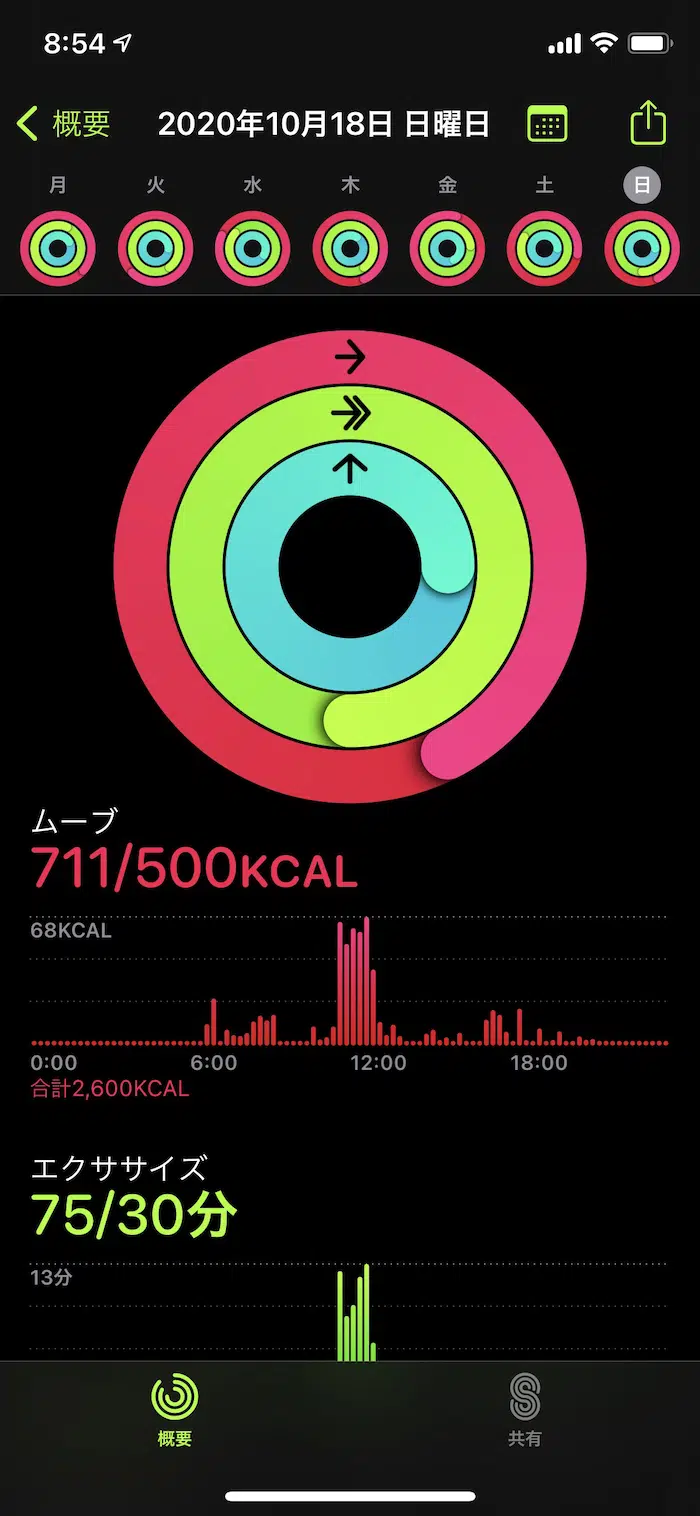 8:54
概要 2020年10月18日 日曜日
月 火 水 木 金 土 日
ムーブ
711/500KCAL
68KCAL
0:00 6:00 12:00 18:00
合計2,600KCAL
エクササイズ
75/30分
13分
概要 共有